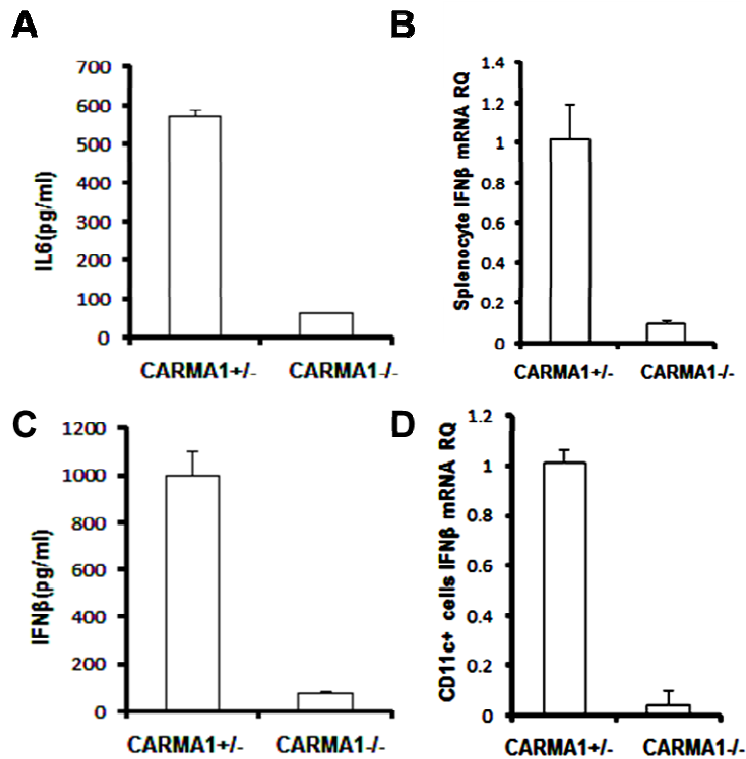 A
IL6(pg/ml)
700
600
500
400
300
200
100
0
CARMA1+/- CARMA1-/-
B
Splenocyte IFNβ mRNA RQ
1.4
1.2
1
0.8
0.6
0.4
0.2
0
CARMA1+/- CARMA1-/-
C
IFNβ(pg/ml)
1200
1000
800
600
400
200
0
CARMA1+/- CARMA1-/-
D
CD11c+ cells IFNβ mRNA RQ
1.2
1
0.8
0.6
0.4
0.2
0
CARMA1+/- CARMA1-/-